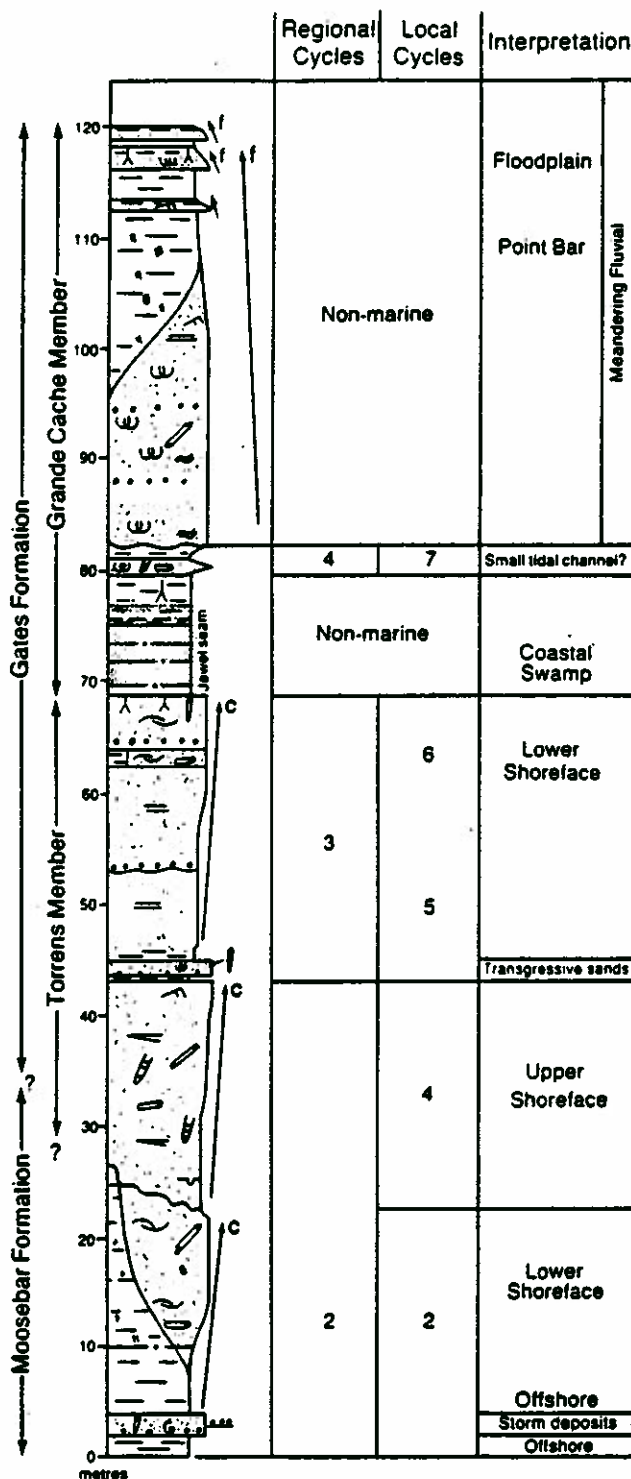 Regional
Cycles
Local
Cycles
Interpretation
Gates Formation
Moosebar Formation
?
Grande Cache Member
Torrens Member
?
120
110
100
90
80
70
60
50
40
30
20
10
0
metres
f
f
f
Jewel seam
C
C
C
Non-marine
Floodplain
Point Bar
Meandering Fluvial
4
7
Small tidal channel?
Non-marine
Coastal
Swamp
3
6
5
Lower
Shoreface
Transgressive sands
4
Upper
Shoreface
2
2
Lower
Shoreface
Offshore
Storm deposits
Offshore